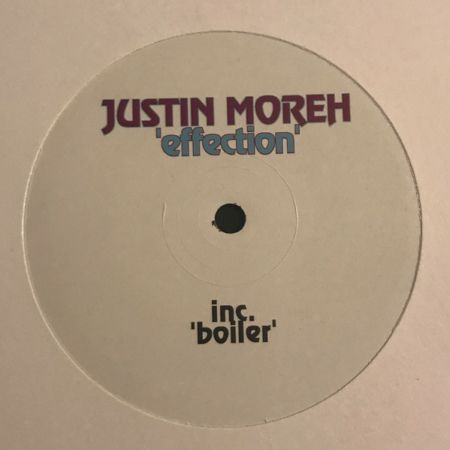 JUSTIN MOREH
'effection'
inc.
'boiler'